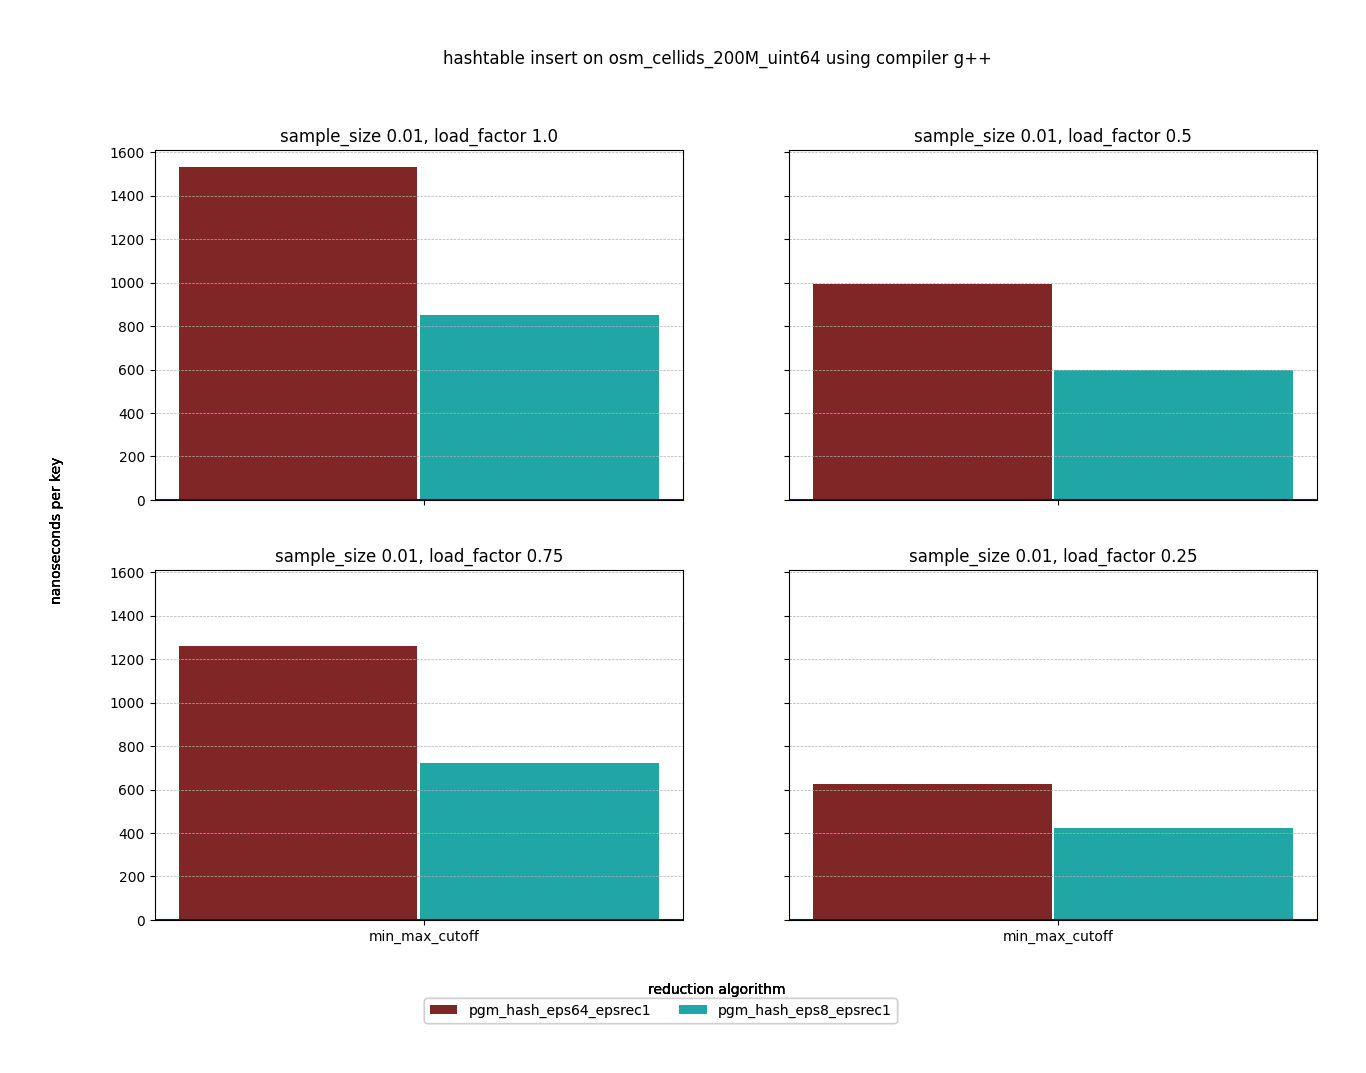 hashtable insert on osm_cellids_200M_uint64 using compiler g++
sample_size 0.01, load_factor 1.0
sample_size 0.01, load_factor 0.5
1600
1400
1200
1000
800
600
400
200
0
nanoseconds per key
sample_size 0.01, load_factor 0.75
sample_size 0.01, load_factor 0.25
1600
1400
1200
1000
800
600
400
200
0
min_max_cutoff
min_max_cutoff
reduction algorithm
pgm_hash_eps64_epsrec1
pgm_hash_eps8_epsrec1